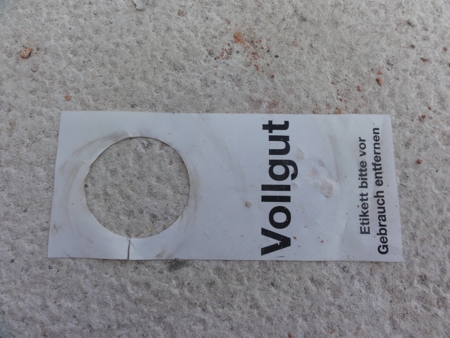 Vollgut
Etikett bitte vor
Gebrauch entfernen